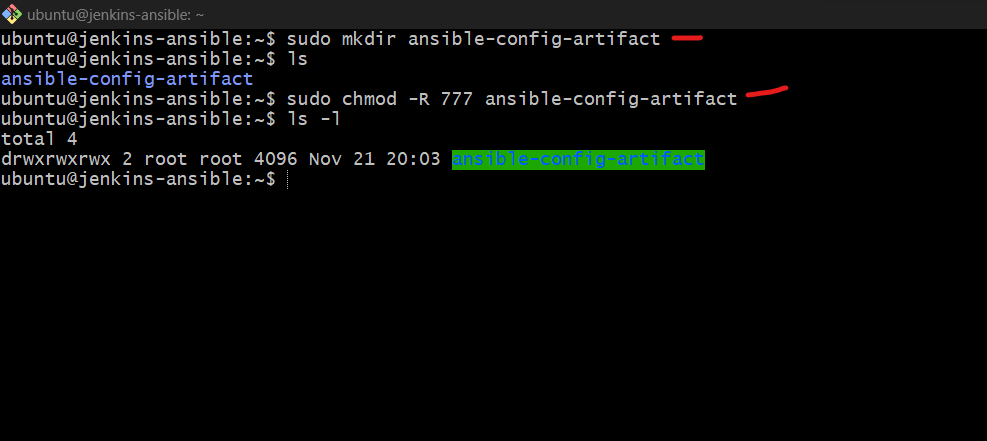 ubuntu@jenkins-ansible: ~
ubuntu@jenkins-ansible:~$ sudo mkdir ansible-config-artifact
ubuntu@jenkins-ansible:~$ ls
ansible-config-artifact
ubuntu@jenkins-ansible:~$ sudo chmod -R 777 ansible-config-artifact
ubuntu@jenkins-ansible:~$ ls -l
total 4
drwxrwxrwx 2 root root 4096 Nov 21 20:03 ansible-config-artifact
ubuntu@jenkins-ansible:~$